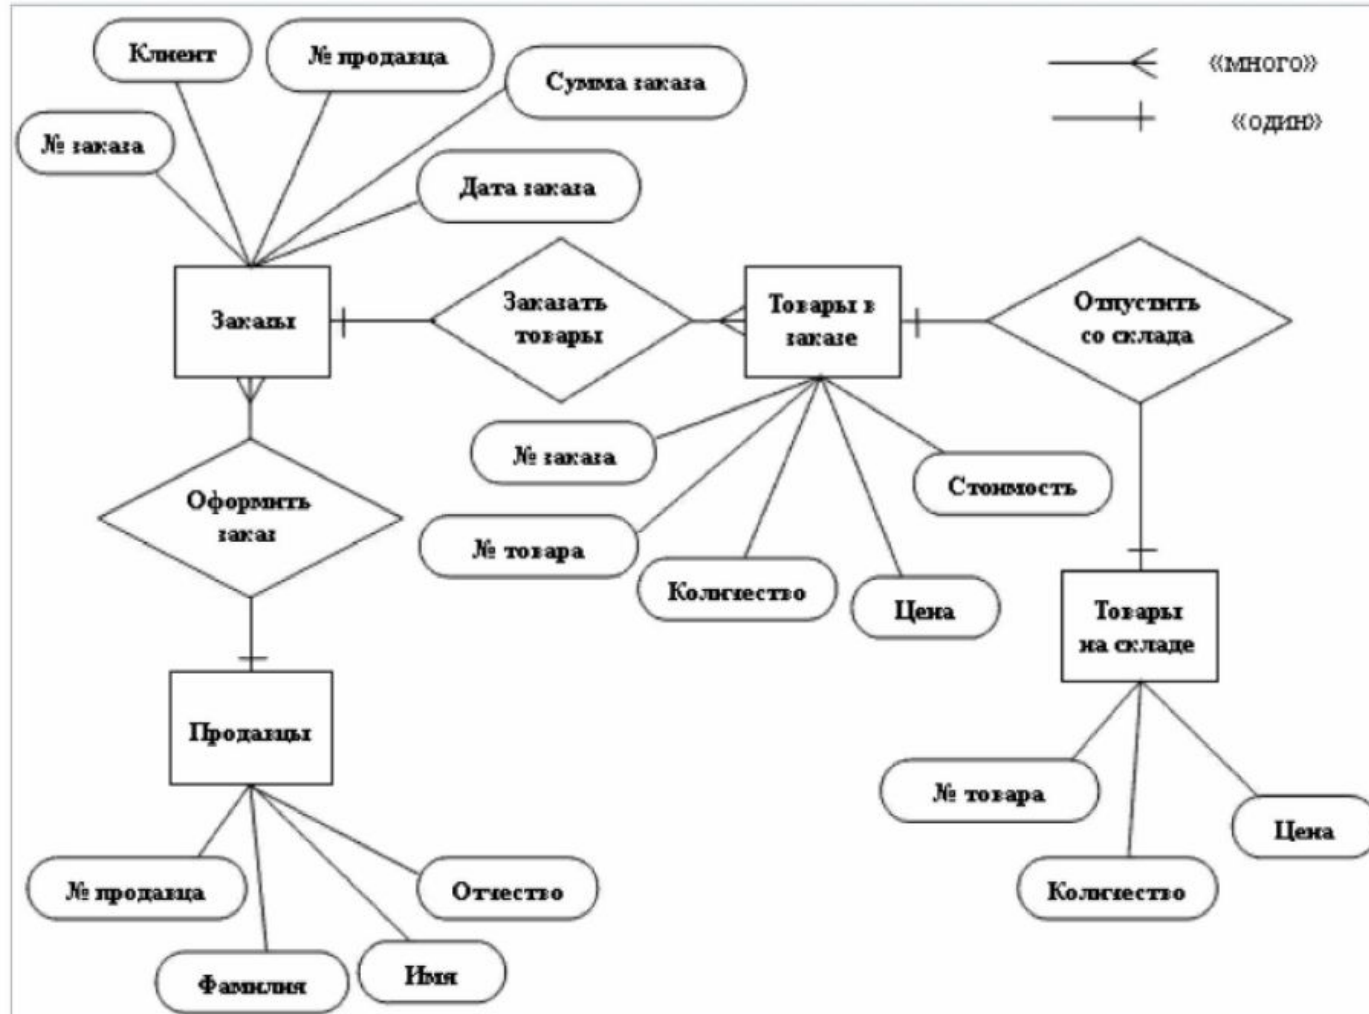 Клиент
№ продавца
Сумма заказа
«много»
«один»
№ заказа
Дата заказа
Заказы
Заказать
товары
Товары в
заказе
Отпустить
со склада
№ заказа
Стоимость
Оформить
заказ
№ товара
Количество
Цена
Товары
на складе
Продавцы
№ товара
Цена
№ продавца
Отчество
Количество
Фамилия
Имя